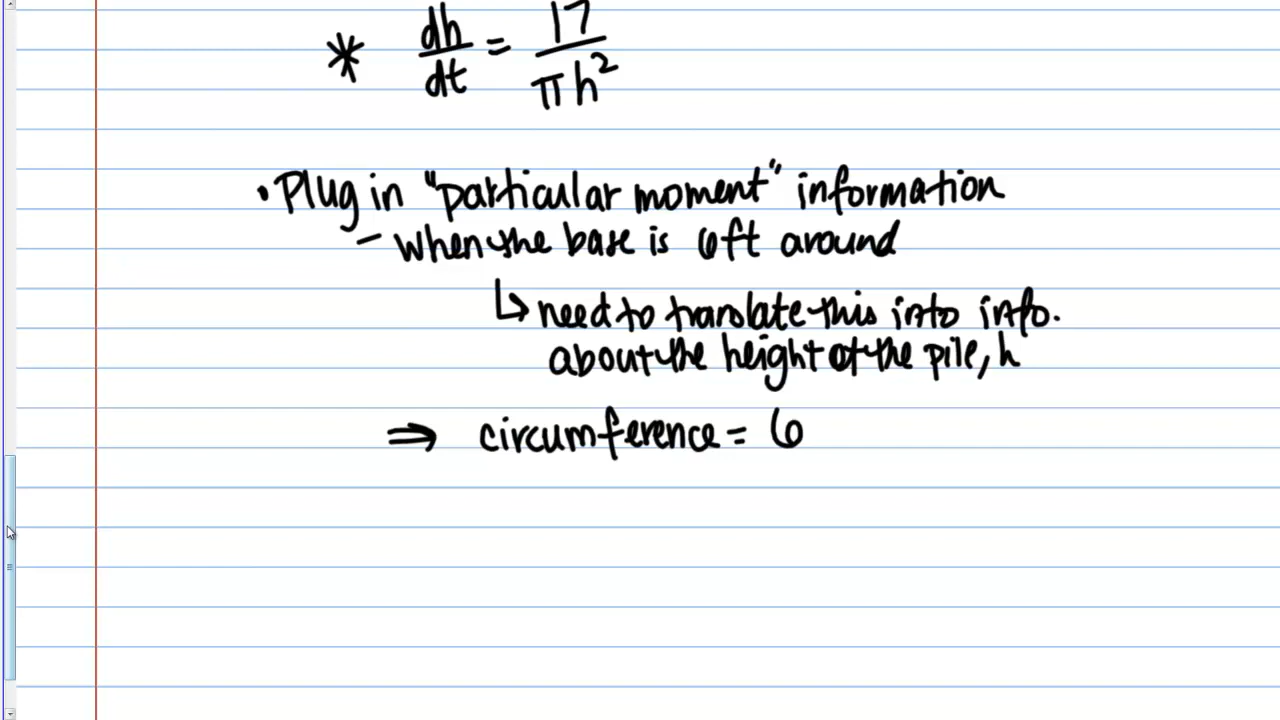 * dh/dt = 17/πh²
• Plug in "particular moment" information
- when the base is 6ft around
↳ need to translate this into info.
about the height of the pile, h
⇒ circumference = 6